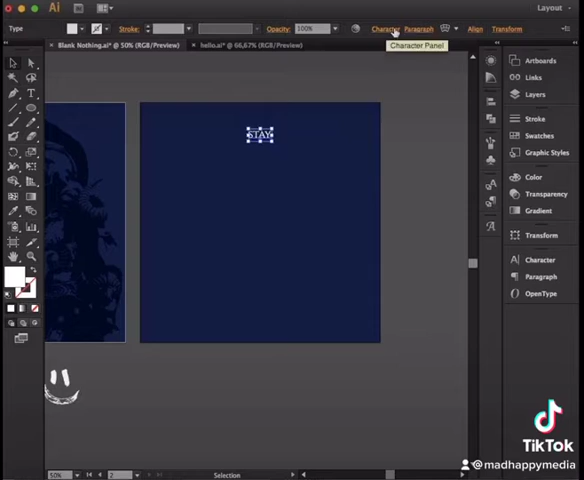 Ai
Layout
Type
Stroke:
Opacity: 100%
Character
Paragraph
Align
Transform
Character Panel
Blank Nothing.ai* @ 50% (RGB/Preview)
hello.ai* @ 66,67% (RGB/Preview)
STAY
Artboards
Links
Layers
Stroke
Swatches
Graphic Styles
Color
Transparency
Gradient
Transform
Character
Paragraph
OpenType
50%
2
Selection
TikTok
@madhappymedia